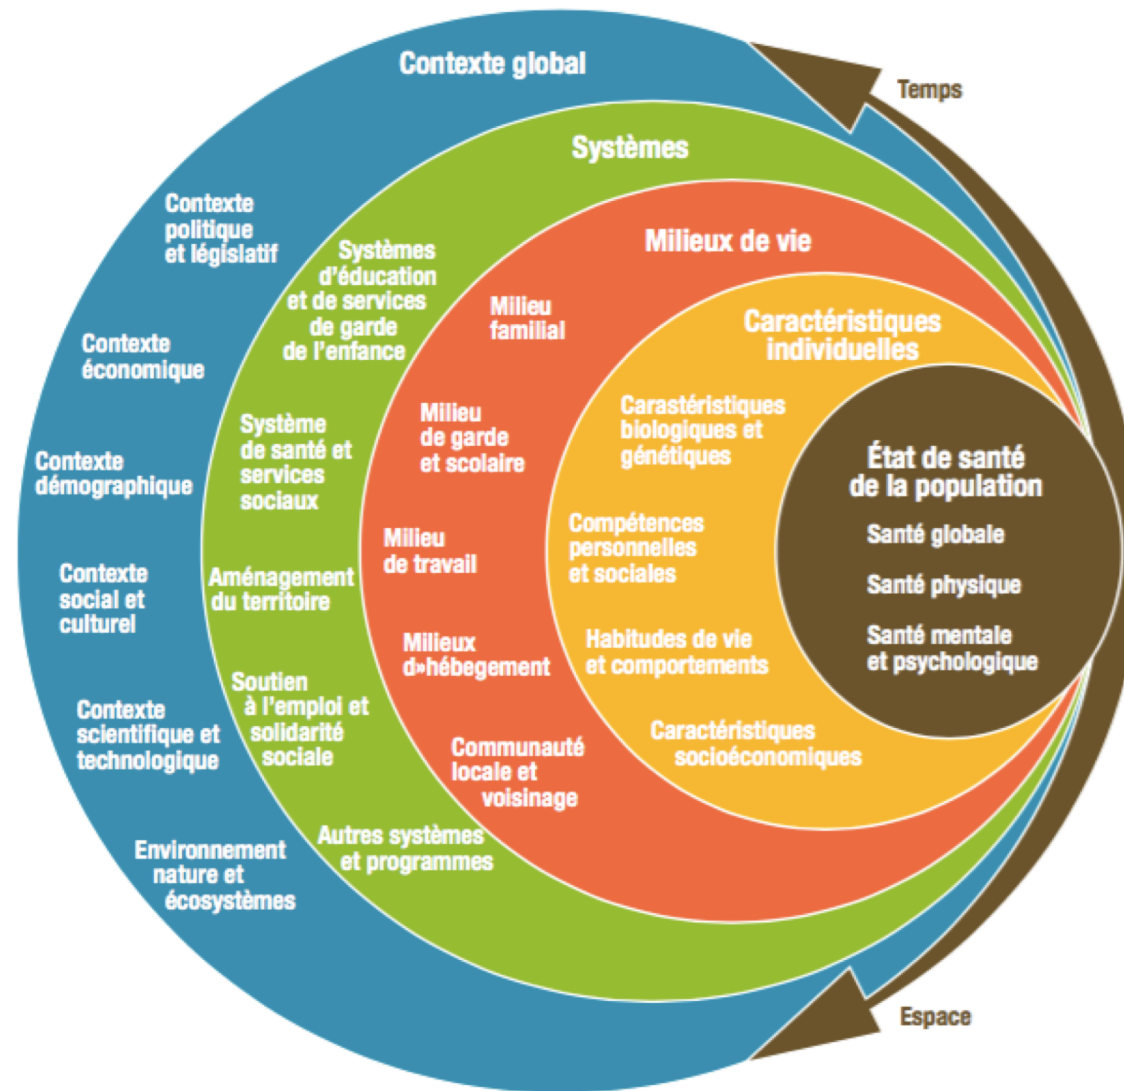 Contexte global
Temps
Systèmes
Contexte
politique
et législatif
Systèmes
d'éducation
et de services
de garde
de l'enfance
Milieux de vie
Milieu
familial
Caractéristiques
individuelles
Contexte
économique
Système
de santé et
services
sociaux
Milieu
de garde
et scolaire
Carastéristiques
biologiques et
génétiques
État de santé
de la population
Santé globale
Santé physique
Santé mentale
et psychologique
Contexte
démographique
Milieu
de travail
Compétences
personnelles
et sociales
Contexte
social et
culturel
Aménagement
du territoire
Milieux
d»hébegement
Habitudes de vie
et comportements
Contexte
scientifique et
technologique
Soutien
à l'emploi et
solidarité
sociale
Communauté
locale et
voisinage
Caractéristiques
socioéconomiques
Environnement
nature et
écosystèmes
Autres systèmes
et programmes
Espace